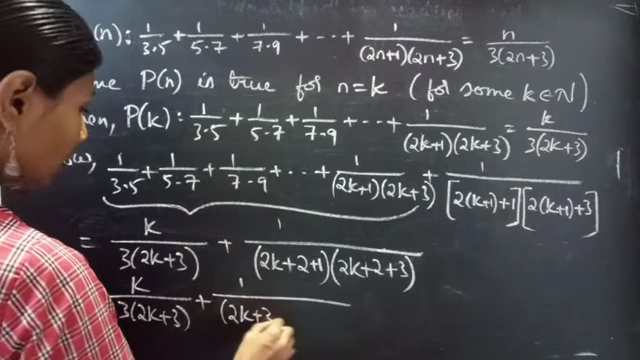 (n): 1/3·5 + 1/5·7 + 1/7·9 + ··· + 1/(2n+1)(2n+3) = n/3(2n+3)
me P(n) is true for n=k (for some k∈N)
en, P(k): 1/3·5 + 1/5·7 + 1/7·9 + ··· + 1/(2k+1)(2k+3) = k/3(2k+3)
1/3·5 + 1/5·7 + 1/7·9 + ··· + 1/(2k+1)(2k+3) + 1/[2(k+1)+1][2(k+1)+3]
= k/3(2k+3) + 1/(2k+2+1)(2k+2+3)
k/3(2k+3) + 1/(2k+3